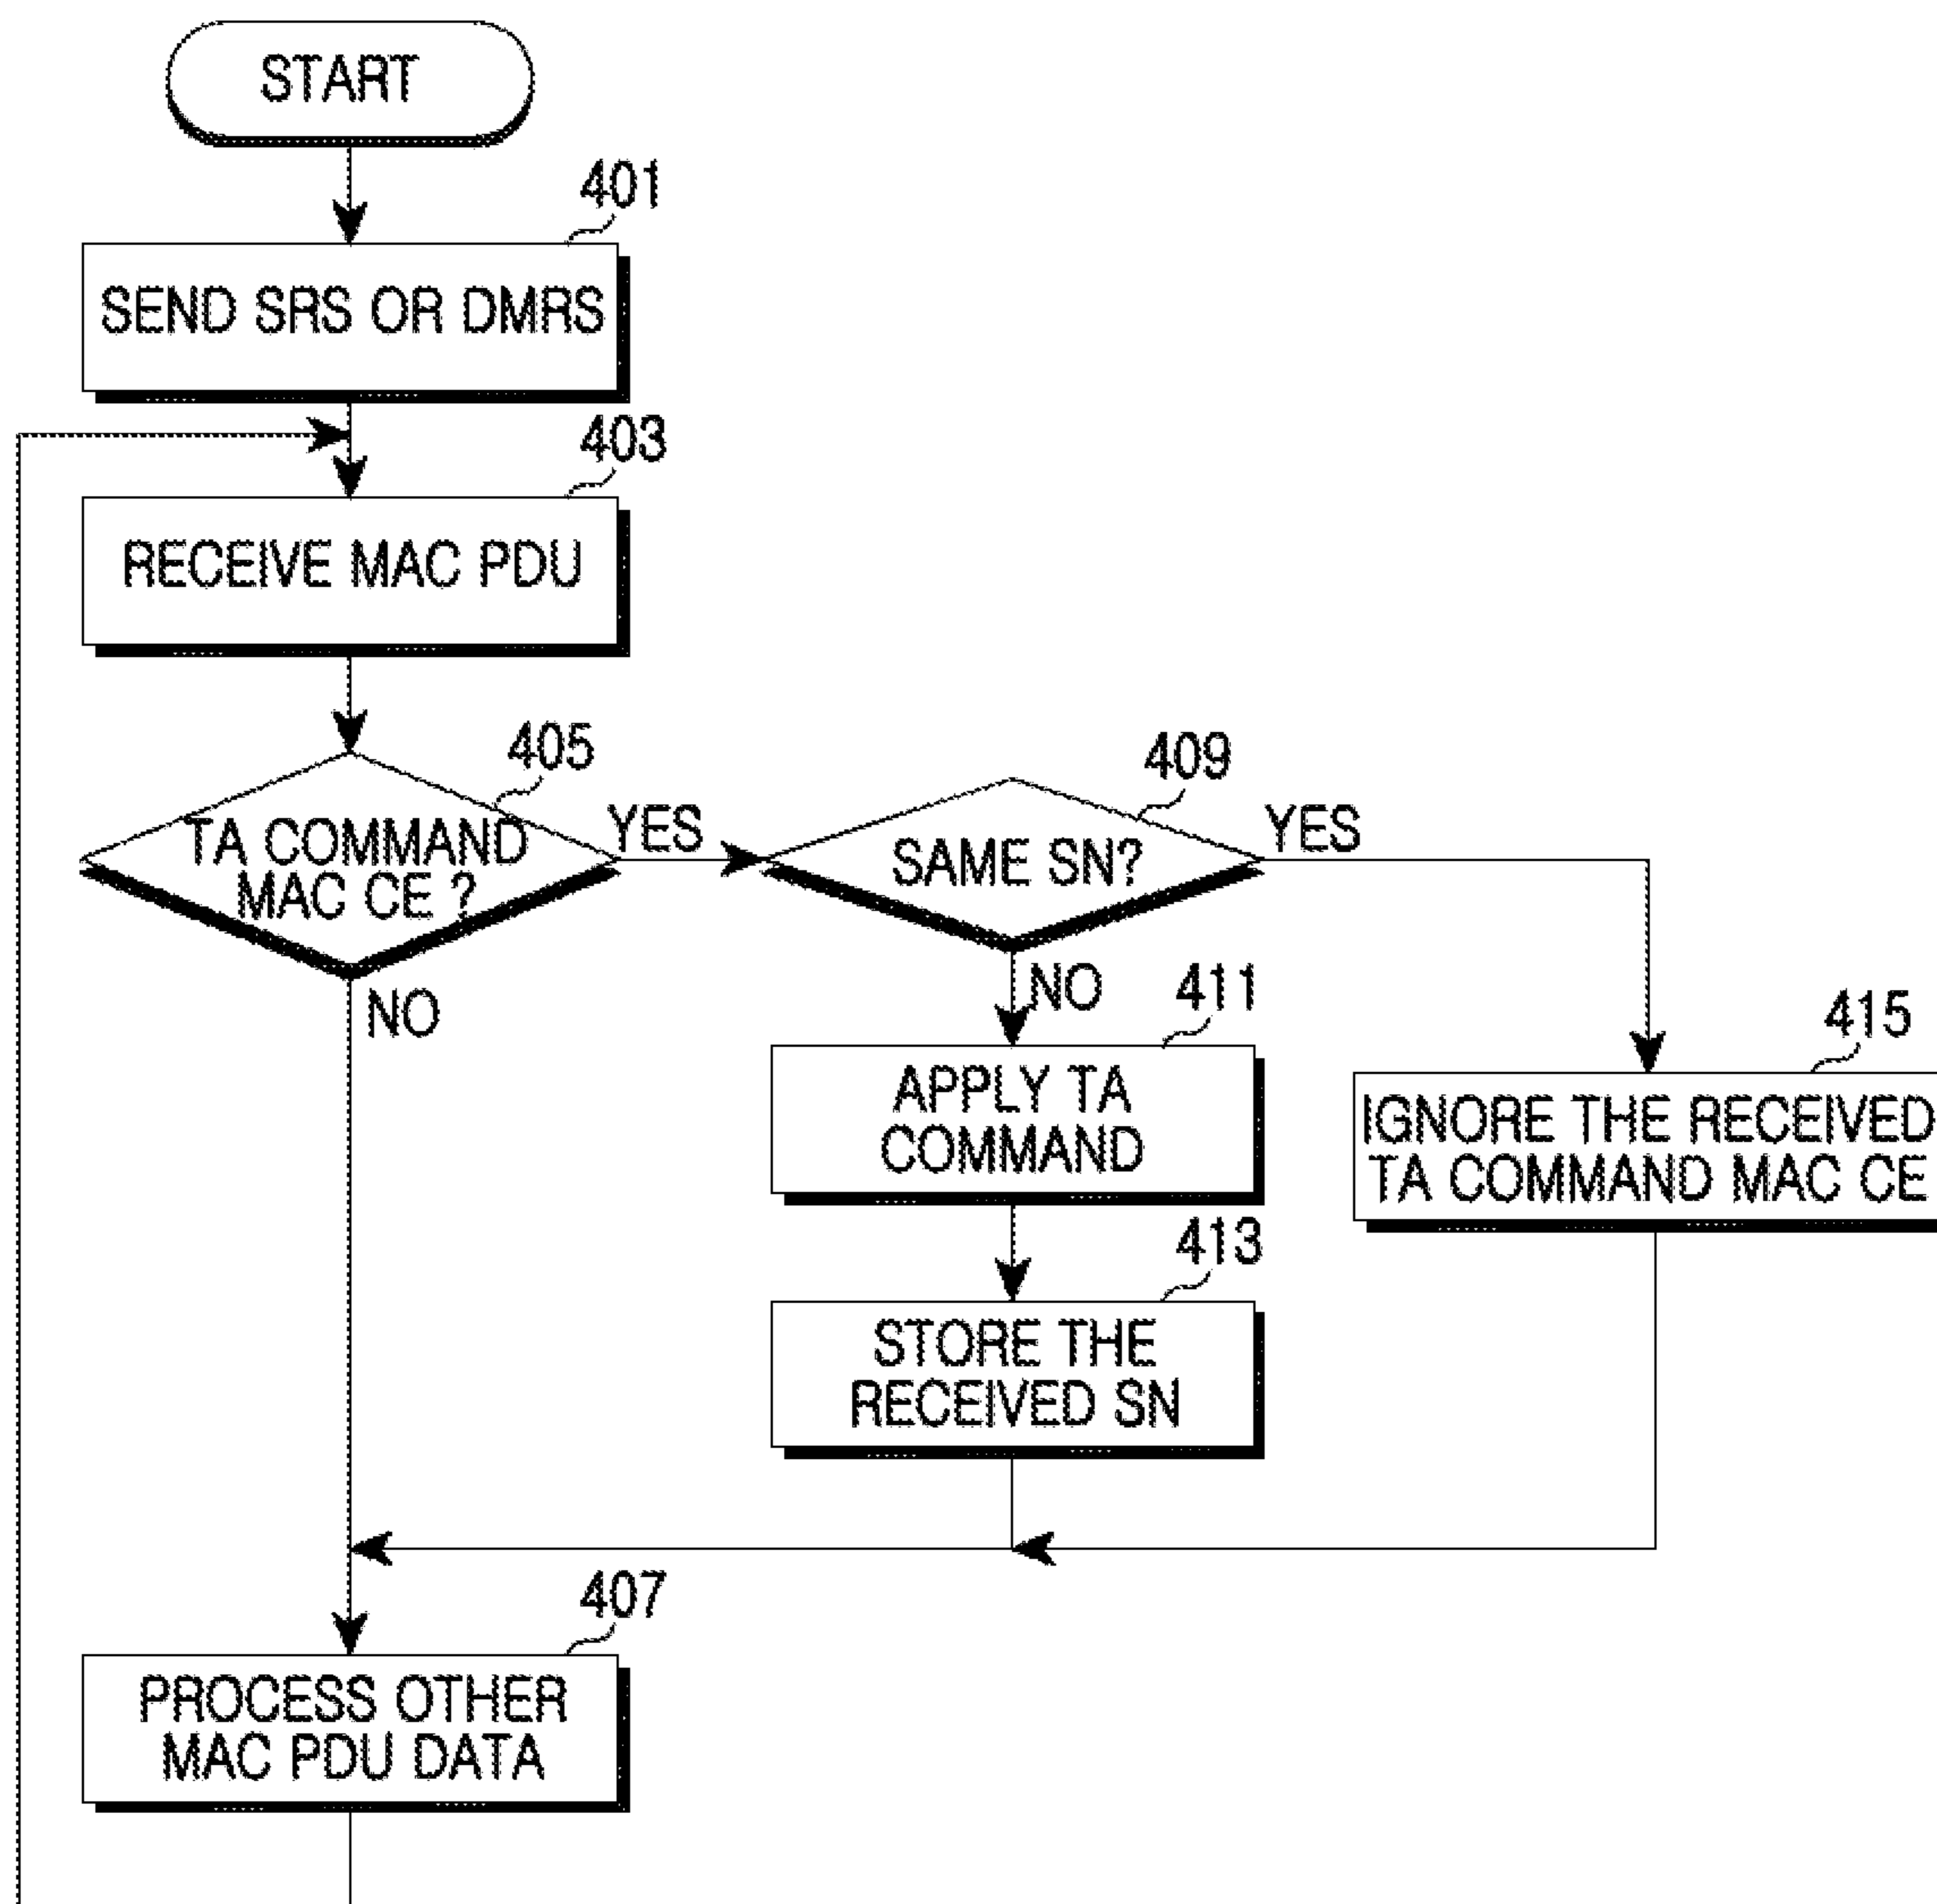 START
401
SEND SRS OR DMRS
403
RECEIVE MAC PDU
405
TA COMMAND
MAC CE ?
YES
NO
409
SAME SN?
YES
NO
411
APPLY TA
COMMAND
415
IGNORE THE RECEIVED
TA COMMAND MAC CE
413
STORE THE
RECEIVED SN
407
PROCESS OTHER
MAC PDU DATA